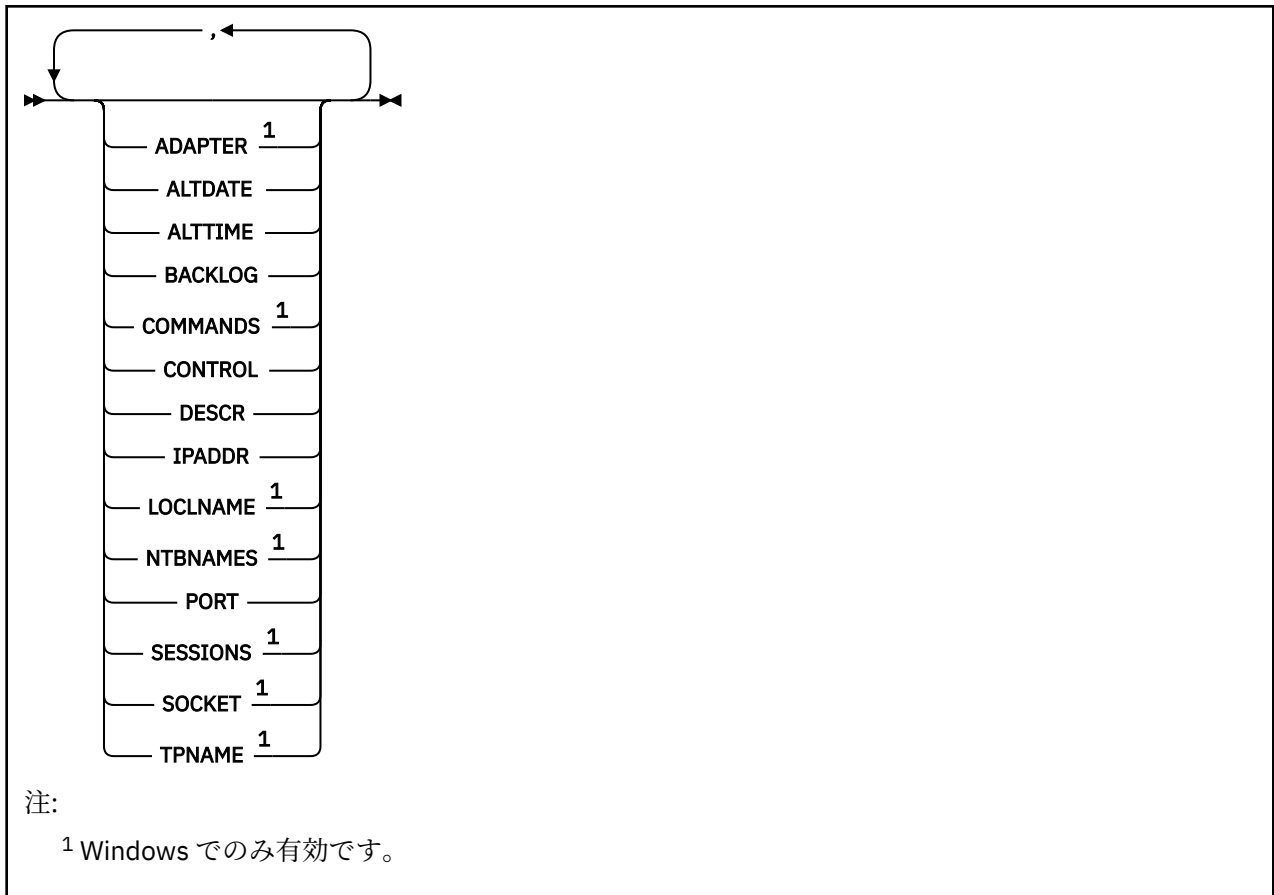 ,
ADAPTER 1
ALTDATE
ALTTIME
BACKLOG
COMMANDS 1
CONTROL
DESCR
IPADDR
LOCLNAME 1
NTBNAMES 1
PORT
SESSIONS 1
SOCKET 1
TPNAME 1
注:
1 Windows でのみ有効です。